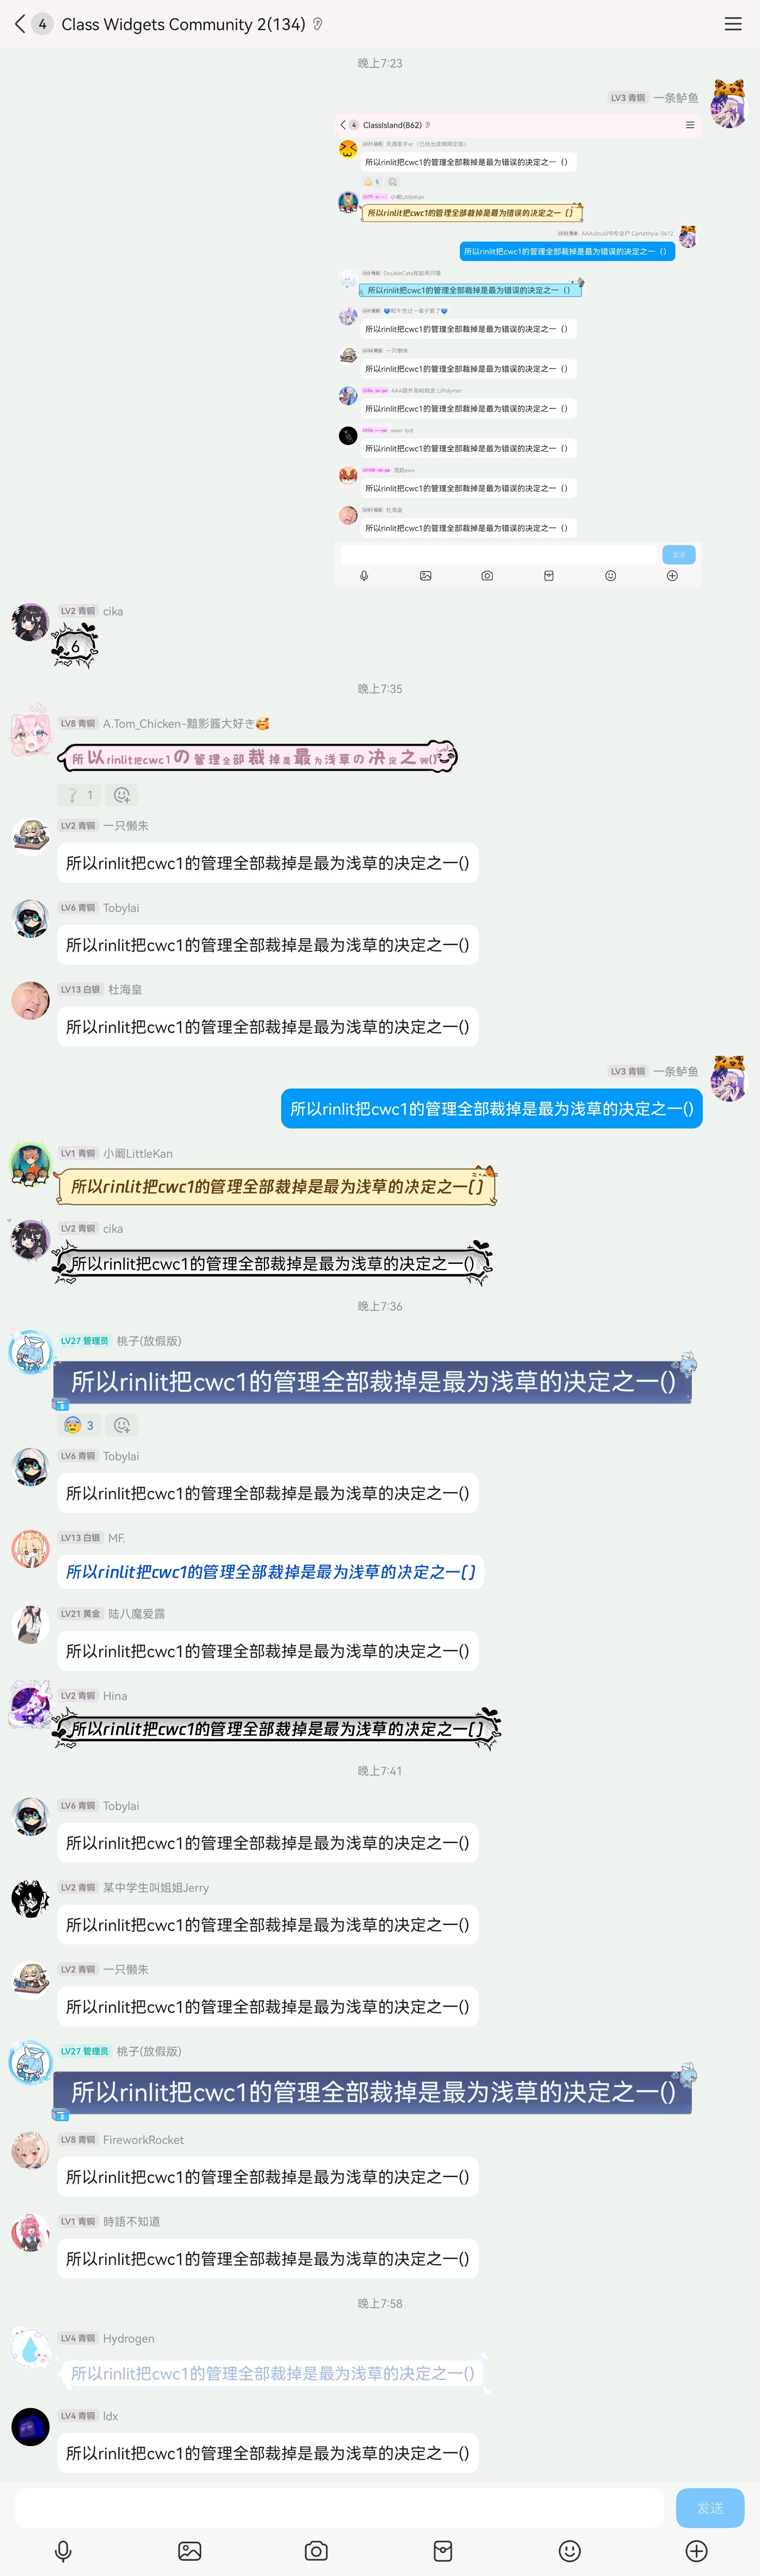 4 Class Widgets Community 2(134)
晚上7:23
LV3 青铜 一条鲈鱼
4 ClassIsland(862)
所以rinlit把cwc1的管理全部裁掉是最为错误的决定之一（）
5
小阚LittleKan
所以rinlit把cwc1的管理全部裁掉是最为错误的决定之一 []
AAAcihubPR专业户 Cartethyia-0612
所以rinlit把cwc1的管理全部裁掉是最为错误的决定之一（）
所以rinlit把cwc1的管理全部裁掉是最为错误的决定之一（）
所以rinlit把cwc1的管理全部裁掉是最为错误的决定之一（）
一只懒朱
所以rinlit把cwc1的管理全部裁掉是最为错误的决定之一（）
所以rinlit把cwc1的管理全部裁掉是最为错误的决定之一（）
xwei-bot
所以rinlit把cwc1的管理全部裁掉是最为错误的决定之一（）
所以rinlit把cwc1的管理全部裁掉是最为错误的决定之一（）
杜海皇
所以rinlit把cwc1的管理全部裁掉是最为错误的决定之一（）
发送
LV2 青铜 cika
6
晚上7:35
LV8 青铜 A.Tom_Chicken-黯影酱大好き🥰
所以rinlit把cwc1の管理全部裁掉是最为浅草の决定之一()
❔ 1
LV2 青铜 一只懒朱
所以rinlit把cwc1的管理全部裁掉是最为浅草的决定之一()
LV6 青铜 Tobylai
所以rinlit把cwc1的管理全部裁掉是最为浅草的决定之一()
LV13 白银 杜海皇
所以rinlit把cwc1的管理全部裁掉是最为浅草的决定之一()
LV3 青铜 一条鲈鱼
所以rinlit把cwc1的管理全部裁掉是最为浅草的决定之一()
LV1 青铜 小阚LittleKan
所以rinlit把cwc1的管理全部裁掉是最为浅草的决定之一[]
LV2 青铜 cika
所以rinlit把cwc1的管理全部裁掉是最为浅草的决定之一()
晚上7:36
LV27 管理员 桃子(放假版)
所以rinlit把cwc1的管理全部裁掉是最为浅草的决定之一()
😰 3
LV6 青铜 Tobylai
所以rinlit把cwc1的管理全部裁掉是最为浅草的决定之一()
LV13 白银 MF.
所以rinlit把cwc1的管理全部裁掉是最为浅草的决定之一[]
LV21 黄金 陆八魔爱露
所以rinlit把cwc1的管理全部裁掉是最为浅草的决定之一()
LV2 青铜 Hina
所以rinlit把cwc1的管理全部裁掉是最为浅草的决定之一[]
晚上7:41
LV6 青铜 Tobylai
所以rinlit把cwc1的管理全部裁掉是最为浅草的决定之一()
LV2 青铜 某中学生叫姐姐Jerry
所以rinlit把cwc1的管理全部裁掉是最为浅草的决定之一()
LV2 青铜 一只懒朱
所以rinlit把cwc1的管理全部裁掉是最为浅草的决定之一()
LV27 管理员 桃子(放假版)
所以rinlit把cwc1的管理全部裁掉是最为浅草的决定之一()
LV8 青铜 FireworkRocket
所以rinlit把cwc1的管理全部裁掉是最为浅草的决定之一()
LV1 青铜 時語不知道
所以rinlit把cwc1的管理全部裁掉是最为浅草的决定之一()
晚上7:58
LV4 青铜 Hydrogen
所以rinlit把cwc1的管理全部裁掉是最为浅草的决定之一()
LV4 青铜 ldx
所以rinlit把cwc1的管理全部裁掉是最为浅草的决定之一()
发送